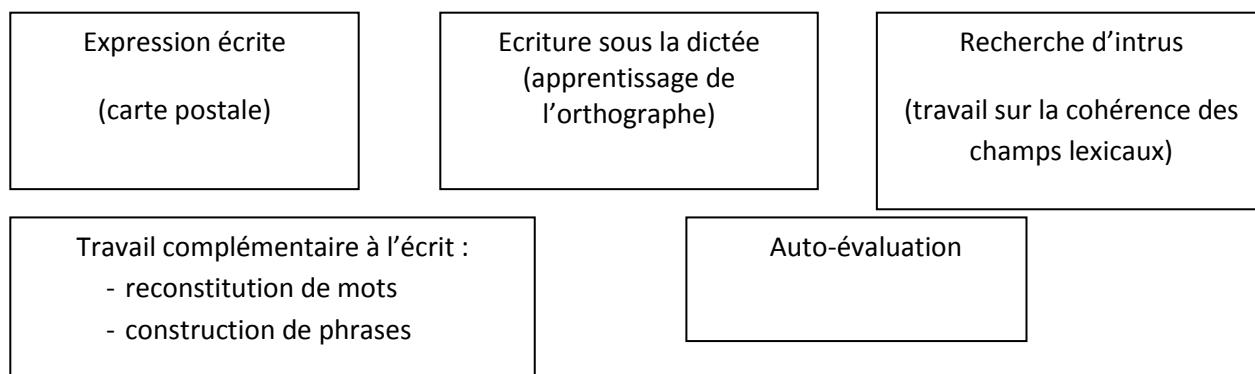 Expression écrite
(carte postale)
Ecriture sous la dictée
(apprentissage de
l’orthographe)
Recherche d’intrus
(travail sur la cohérence des
champs lexicaux)
Travail complémentaire à l’écrit :
- reconstitution de mots
- construction de phrases
Auto-évaluation